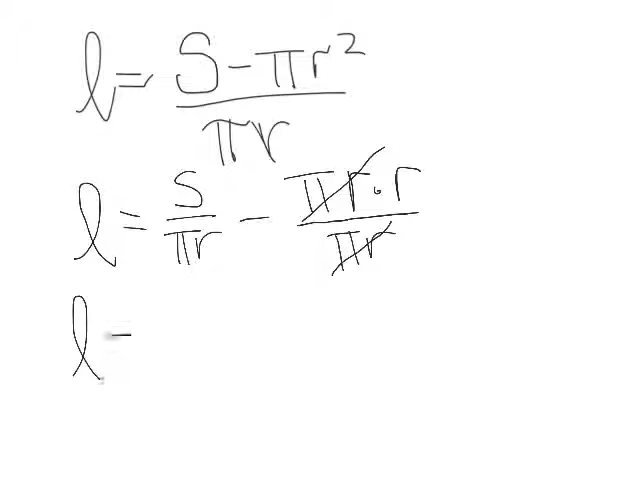 l = (S - πr²) / (πr)
l = S / (πr) - (πr · r) / (πr)
l -